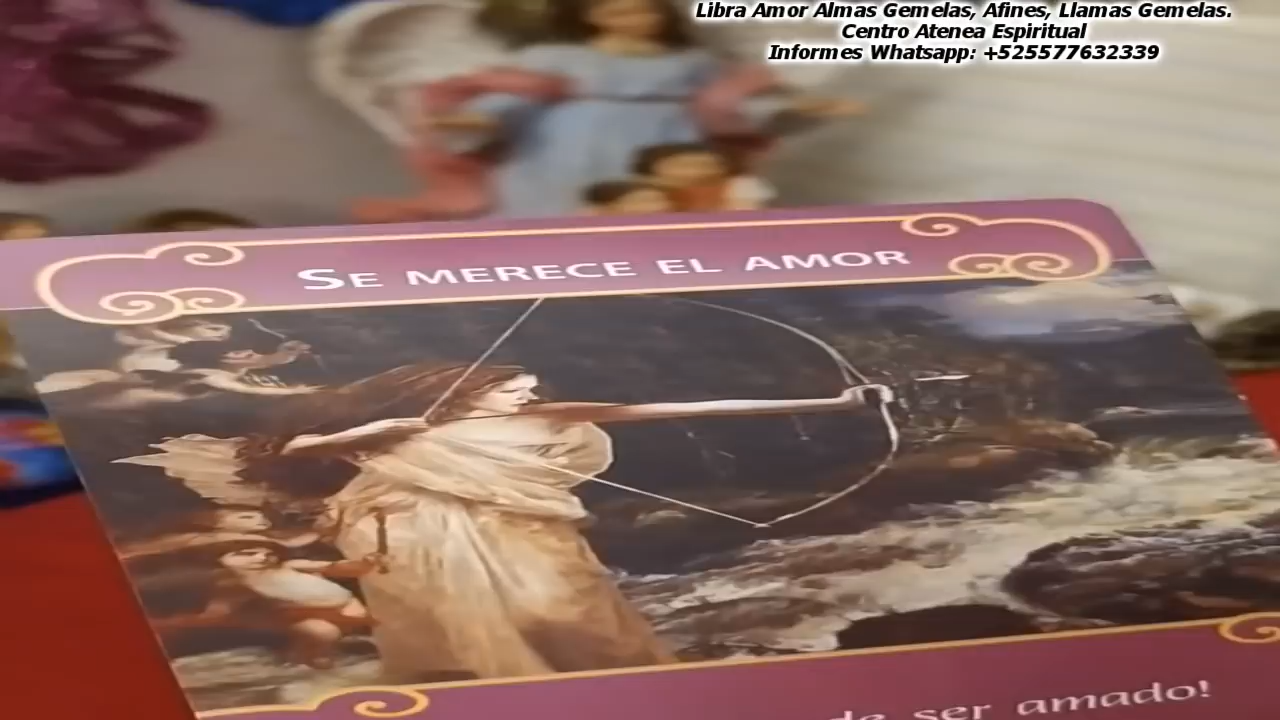 Libra Amor Almas Gemelas, Afines, Llamas Gemelas.
Centro Atenea Espiritual
Informes Whatsapp: +525577632339
SE MERECE EL AMOR
de ser amado!